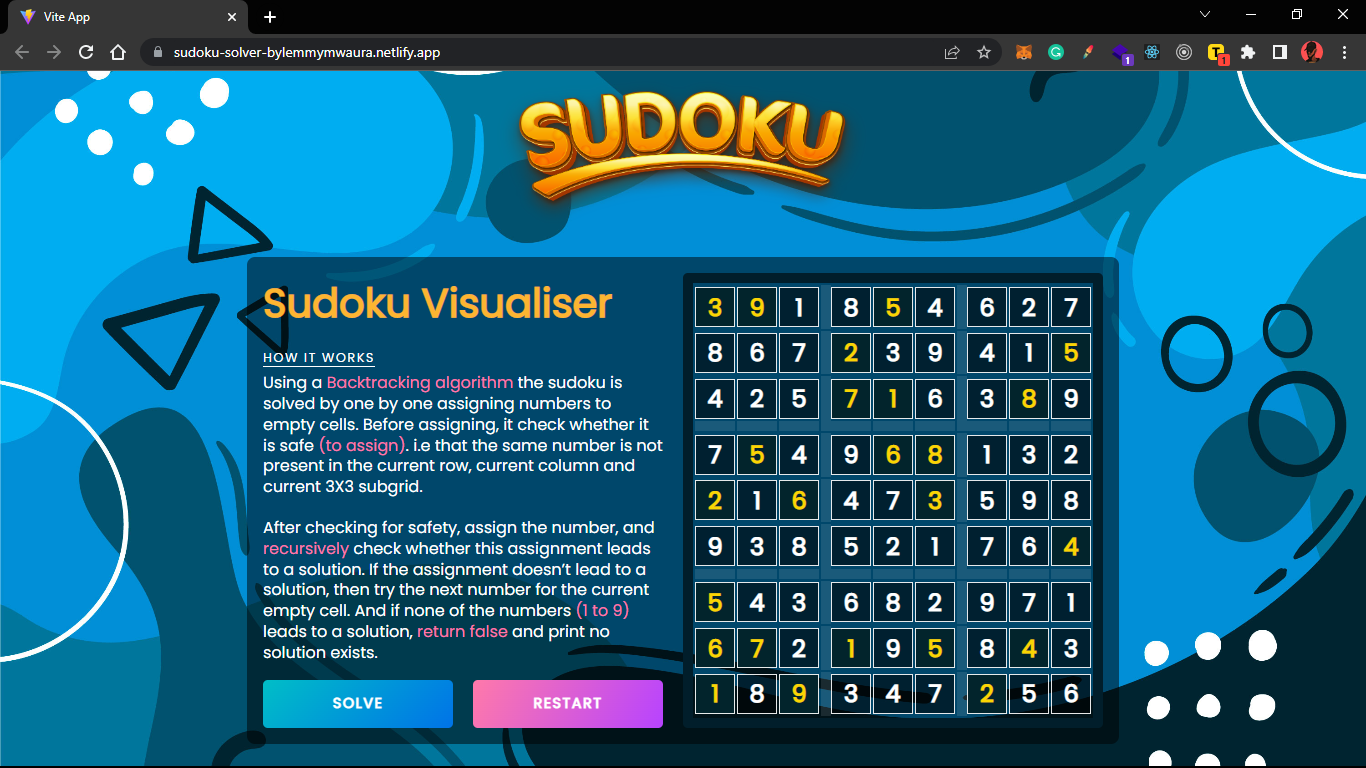 Vite App
sudoku-solver-bylemmymwaura.netlify.app
1
1
SUDOKU
Sudoku Visualiser
HOW IT WORKS
Using a Backtracking algorithm the sudoku is
solved by one by one assigning numbers to
empty cells. Before assigning, it check whether it
is safe (to assign). i.e that the same number is not
present in the current row, current column and
current 3X3 subgrid.
After checking for safety, assign the number, and
recursively check whether this assignment leads
to a solution. If the assignment doesn’t lead to a
solution, then try the next number for the current
empty cell. And if none of the numbers (1 to 9)
leads to a solution, return false and print no
solution exists.
SOLVE
RESTART
3 9 1 8 5 4 6 2 7
8 6 7 2 3 9 4 1 5
4 2 5 7 1 6 3 8 9
7 5 4 9 6 8 1 3 2
2 1 6 4 7 3 5 9 8
9 3 8 5 2 1 7 6 4
5 4 3 6 8 2 9 7 1
6 7 2 1 9 5 8 4 3
1 8 9 3 4 7 2 5 6